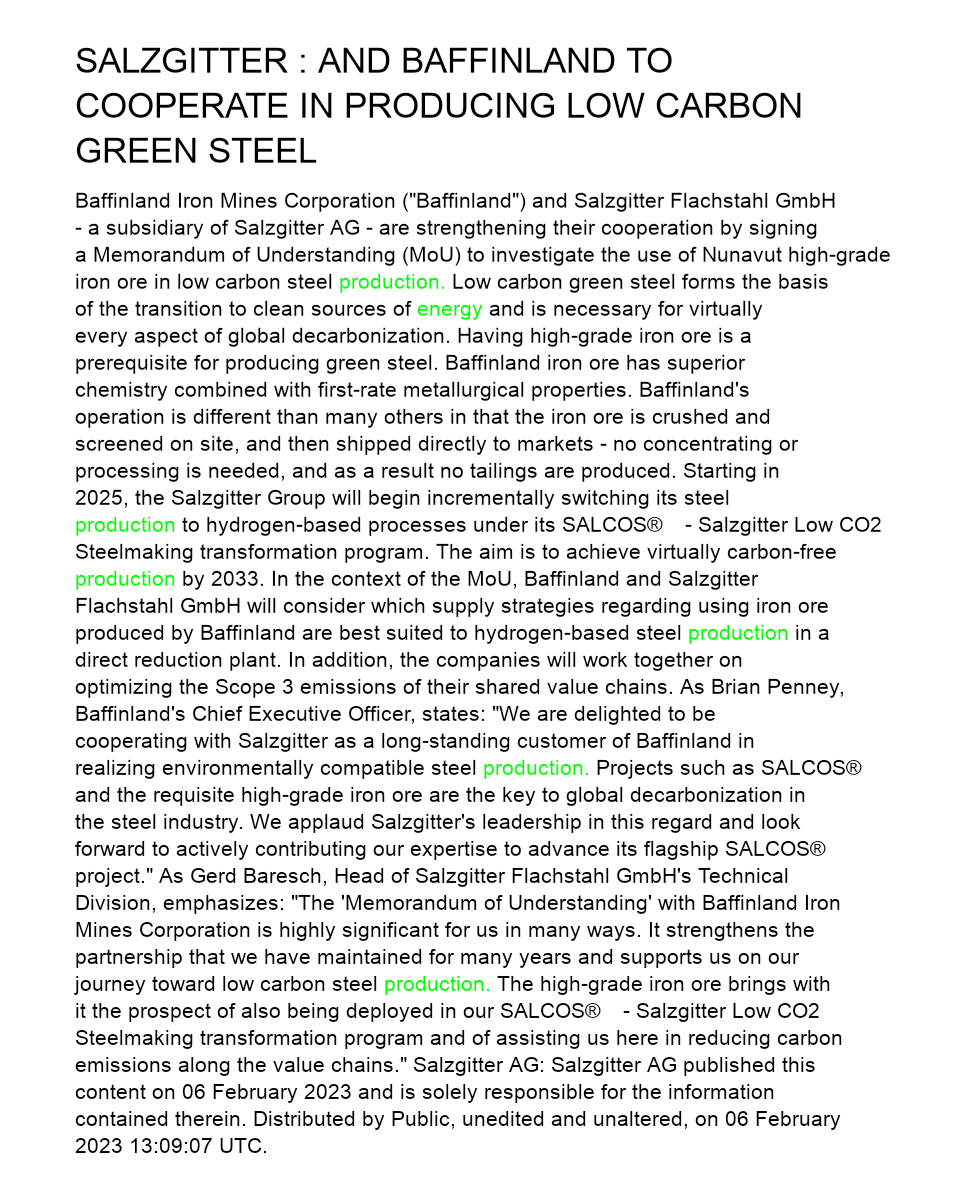 SALZGITTER : AND BAFFINLAND TO
COOPERATE IN PRODUCING LOW CARBON
GREEN STEEL
Baffinland Iron Mines Corporation ("Baffinland") and Salzgitter Flachstahl GmbH
- a subsidiary of Salzgitter AG - are strengthening their cooperation by signing
a Memorandum of Understanding (MoU) to investigate the use of Nunavut high-grade
iron ore in low carbon steel production. Low carbon green steel forms the basis
of the transition to clean sources of energy and is necessary for virtually
every aspect of global decarbonization. Having high-grade iron ore is a
prerequisite for producing green steel. Baffinland iron ore has superior
chemistry combined with first-rate metallurgical properties. Baffinland's
operation is different than many others in that the iron ore is crushed and
screened on site, and then shipped directly to markets - no concentrating or
processing is needed, and as a result no tailings are produced. Starting in
2025, the Salzgitter Group will begin incrementally switching its steel
production to hydrogen-based processes under its SALCOS® - Salzgitter Low CO2
Steelmaking transformation program. The aim is to achieve virtually carbon-free
production by 2033. In the context of the MoU, Baffinland and Salzgitter
Flachstahl GmbH will consider which supply strategies regarding using iron ore
produced by Baffinland are best suited to hydrogen-based steel production in a
direct reduction plant. In addition, the companies will work together on
optimizing the Scope 3 emissions of their shared value chains. As Brian Penney,
Baffinland's Chief Executive Officer, states: "We are delighted to be
cooperating with Salzgitter as a long-standing customer of Baffinland in
realizing environmentally compatible steel production. Projects such as SALCOS®
and the requisite high-grade iron ore are the key to global decarbonization in
the steel industry. We applaud Salzgitter's leadership in this regard and look
forward to actively contributing our expertise to advance its flagship SALCOS®
project." As Gerd Baresch, Head of Salzgitter Flachstahl GmbH's Technical
Division, emphasizes: "The 'Memorandum of Understanding' with Baffinland Iron
Mines Corporation is highly significant for us in many ways. It strengthens the
partnership that we have maintained for many years and supports us on our
journey toward low carbon steel production. The high-grade iron ore brings with
it the prospect of also being deployed in our SALCOS® - Salzgitter Low CO2
Steelmaking transformation program and of assisting us here in reducing carbon
emissions along the value chains." Salzgitter AG: Salzgitter AG published this
content on 06 February 2023 and is solely responsible for the information
contained therein. Distributed by Public, unedited and unaltered, on 06 February
2023 13:09:07 UTC.